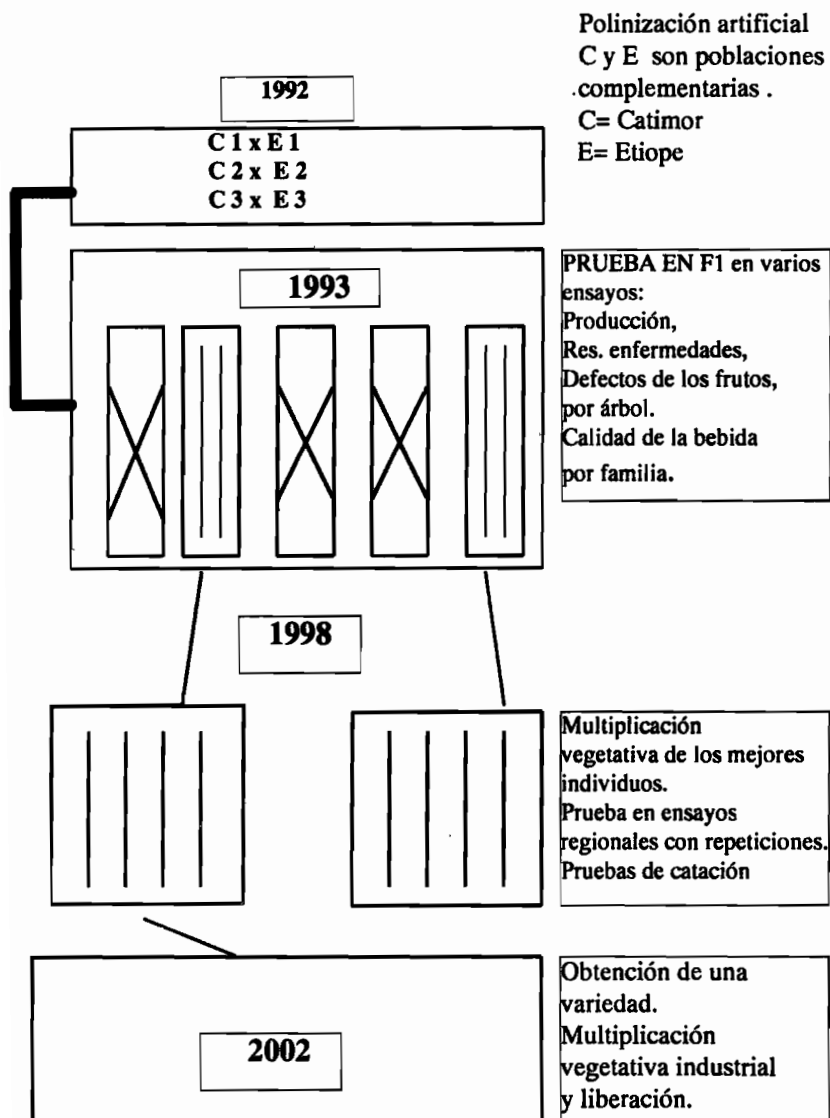 Polinización artificial
C y E son poblaciones
.complementarias .
C= Catimor
E= Etiope
1992
C 1 x E 1
C 2 x E 2
C 3 x E 3
1993
PRUEBA EN F1 en varios
ensayos:
Producción,
Res. enfermedades,
Defectos de los frutos,
por árbol.
Calidad de la bebida
por familia.
1998
Multiplicación
vegetativa de los mejores
individuos.
Prueba en ensayos
regionales con repeticiones.
Pruebas de catación
2002
Obtención de una
variedad.
Multiplicación
vegetativa industrial
y liberación.